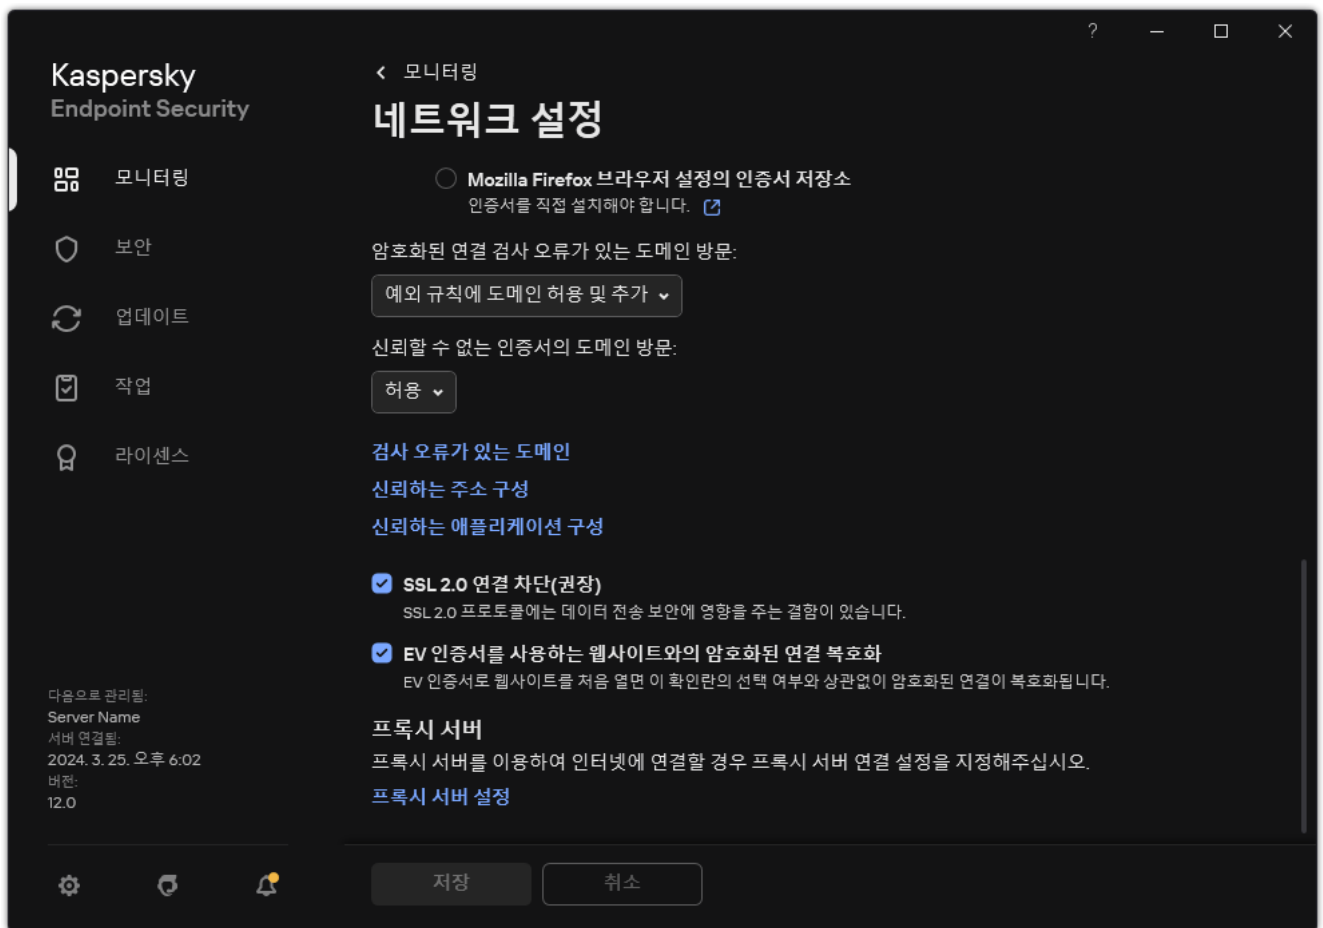 ?
Kaspersky
Endpoint Security
모니터링
보안
업데이트
작업
라이센스
다음으로 관리됨:
Server Name
서버 연결됨:
2024. 3. 25. 오후 6:02
버전:
12.0
모니터링
네트워크 설정
Mozilla Firefox 브라우저 설정의 인증서 저장소
인증서를 직접 설치해야 합니다.
암호화된 연결 검사 오류가 있는 도메인 방문:
예외 규칙에 도메인 허용 및 추가
신뢰할 수 없는 인증서의 도메인 방문:
허용
검사 오류가 있는 도메인
신뢰하는 주소 구성
신뢰하는 애플리케이션 구성
SSL 2.0 연결 차단(권장)
SSL 2.0 프로토콜에는 데이터 전송 보안에 영향을 주는 결함이 있습니다.
EV 인증서를 사용하는 웹사이트와의 암호화된 연결 복호화
EV 인증서로 웹사이트를 처음 열면 이 확인란의 선택 여부와 상관없이 암호화된 연결이 복호화됩니다.
프록시 서버
프록시 서버를 이용하여 인터넷에 연결할 경우 프록시 서버 연결 설정을 지정해주십시오.
프록시 서버 설정
저장
취소